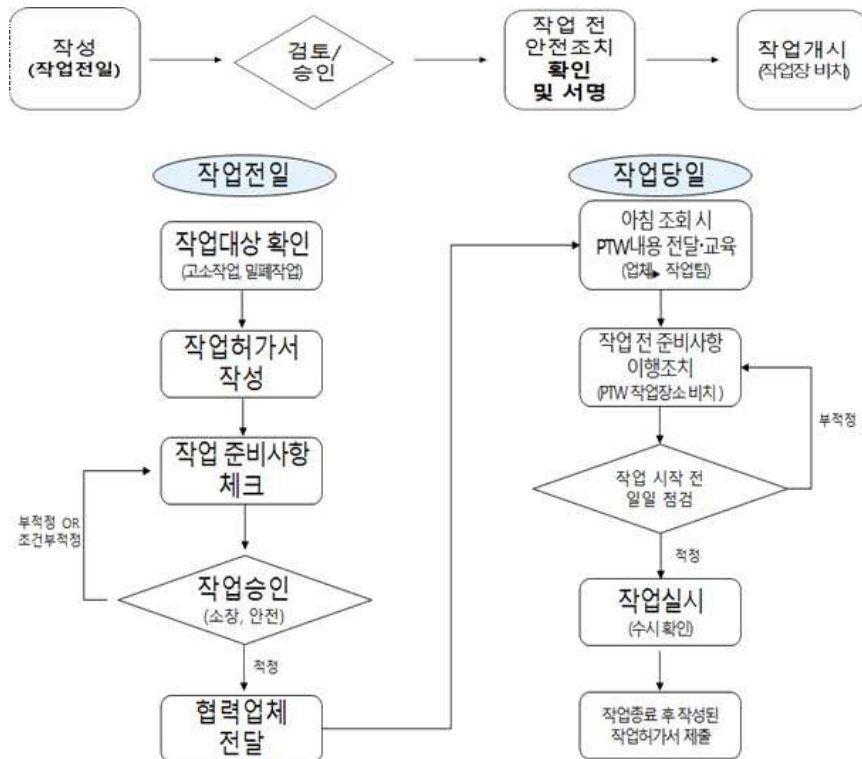 작성
(작업전일)
검토/
승인
작업 전
안전조치
확인
및 서명
작업개시
(작업장 비치)
작업전일
작업대상 확인
(고소작업, 밀폐작업)
작업허가서
작성
작업 준비사항
체크
부적정 OR
조건부적정
작업승인
(소장, 안전)
적정
협력업체
전달
작업당일
아침 조회 시
PTW내용 전달·교육
(업체▶ 작업팀)
작업 전 준비사항
이행조치
(PTW 작업장소 비치)
부적정
작업 시작 전
일일 점검
적정
작업실시
(수시 확인)
작업종료 후 작성된
작업허가서 제출